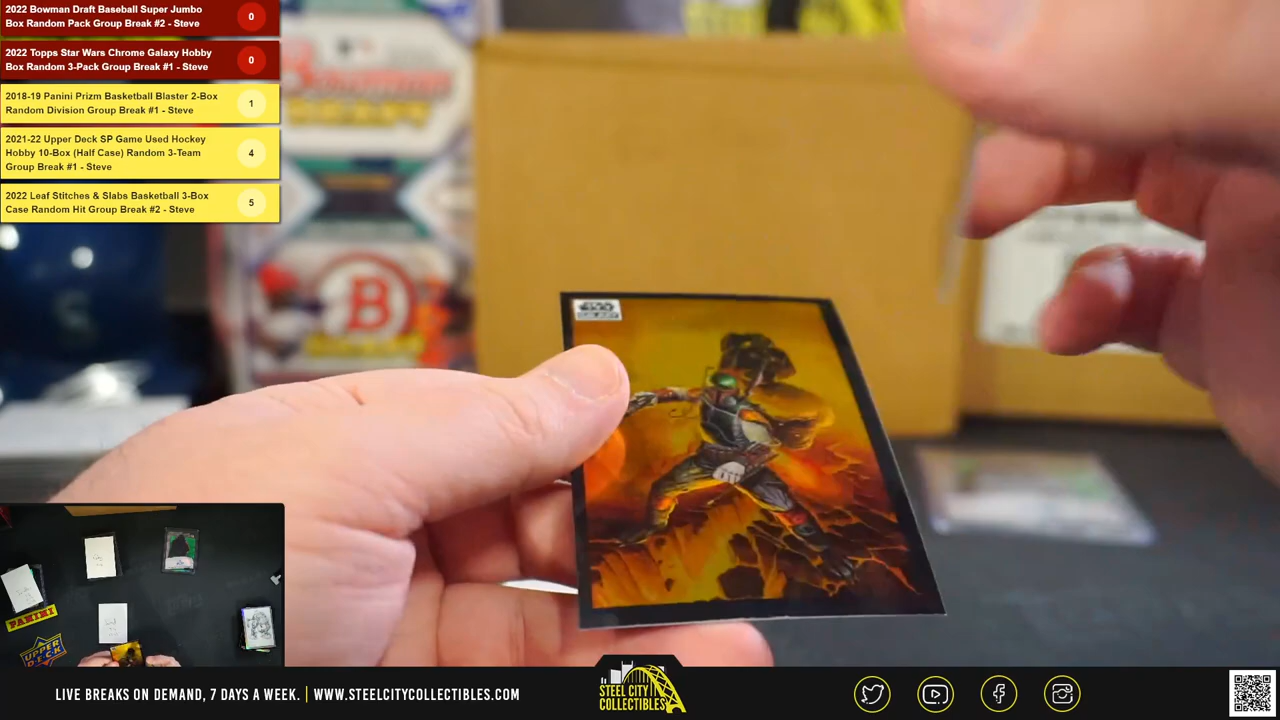 2022 Bowman Draft Baseball Super Jumbo
Box Random Pack Group Break #2 - Steve
0
2022 Topps Star Wars Chrome Galaxy Hobby
Box Random 3-Pack Group Break #1 - Steve
0
2018-19 Panini Prizm Basketball Blaster 2-Box
Random Division Group Break #1 - Steve
1
2021-22 Upper Deck SP Game Used Hockey
Hobby 10-Box (Half Case) Random 3-Team
Group Break #1 - Steve
4
2022 Leaf Stitches & Slabs Basketball 3-Box
Case Random Hit Group Break #2 - Steve
5
Bowman
B
STAR WARS
GALAXY
PANINI
UPPER
DECK
LIVE BREAKS ON DEMAND, 7 DAYS A WEEK. | WWW.STEELCITYCOLLECTIBLES.COM
STEEL CITY
COLLECTIBLES